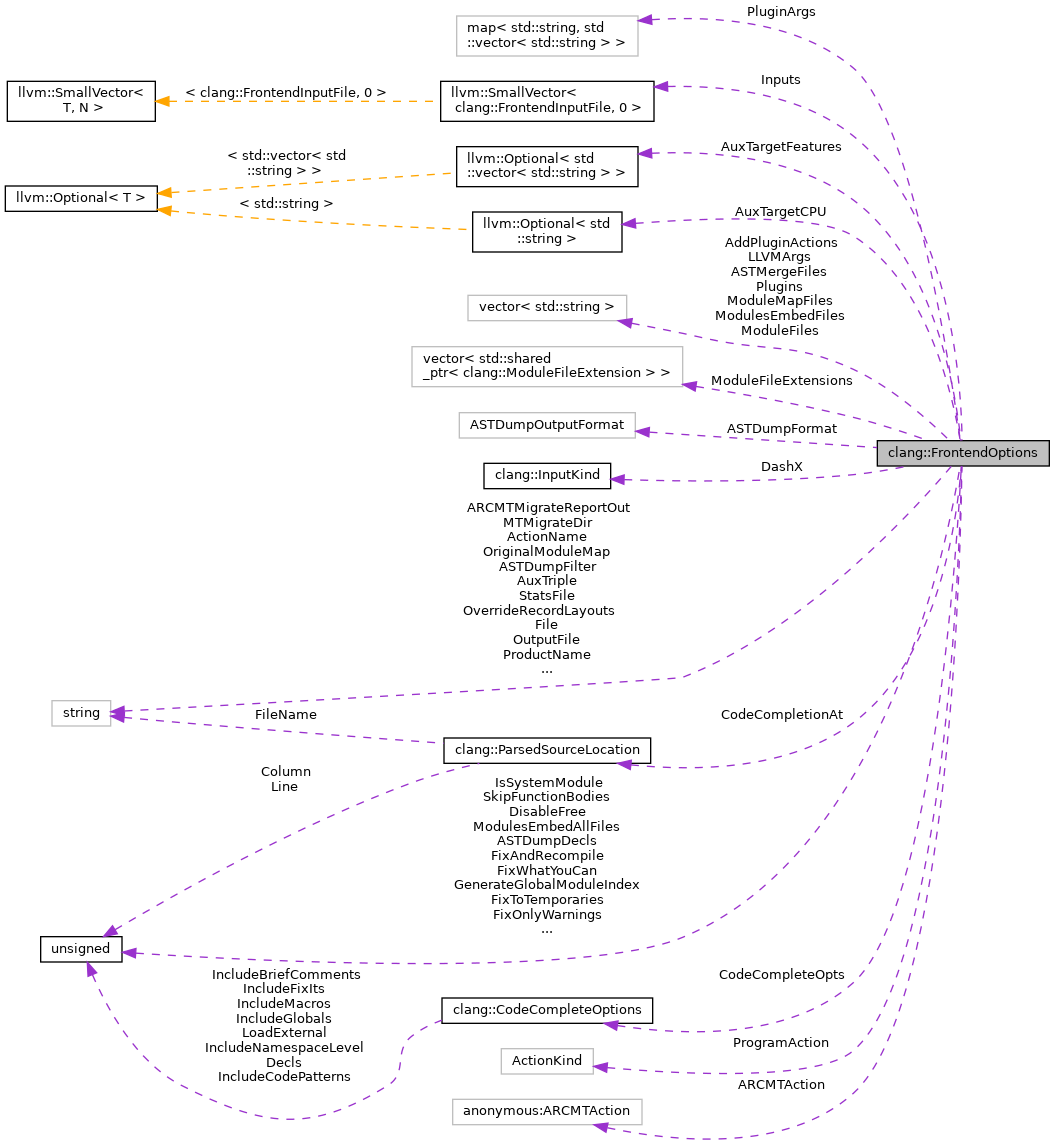 PluginArgs
map< std::string, std
::vector< std::string > >
Inputs
llvm::SmallVector<
T, N >
< clang::FrontendInputFile, 0 >
llvm::SmallVector<
clang::FrontendInputFile, 0 >
AuxTargetFeatures
< std::vector< std
::string > >
llvm::Optional< std
::vector< std::string > >
llvm::Optional< T >
< std::string >
AuxTargetCPU
llvm::Optional< std
::string >
AddPluginActions
LLVMArgs
ASTMergeFiles
Plugins
ModuleMapFiles
ModulesEmbedFiles
ModuleFiles
vector< std::string >
vector< std::shared
_ptr< clang::ModuleFileExtension > >
ModuleFileExtensions
ASTDumpOutputFormat
ASTDumpFormat
clang::FrontendOptions
DashX
clang::InputKind
ARCMTMigrateReportOut
MTMigrateDir
ActionName
OriginalModuleMap
ASTDumpFilter
AuxTriple
StatsFile
OverrideRecordLayouts
File
OutputFile
ProductName
...
string
FileName
CodeCompletionAt
clang::ParsedSourceLocation
Column
Line
IsSystemModule
SkipFunctionBodies
DisableFree
ModulesEmbedAllFiles
ASTDumpDecls
FixAndRecompile
FixWhatYouCan
GenerateGlobalModuleIndex
FixToTemporaries
FixOnlyWarnings
...
unsigned
IncludeBriefComments
IncludeFixIts
IncludeMacros
IncludeGlobals
LoadExternal
IncludeNamespaceLevel
Decls
IncludeCodePatterns
CodeCompleteOpts
clang::CodeCompleteOptions
ProgramAction
ActionKind
ARCMTAction
anonymous:ARCMTAction